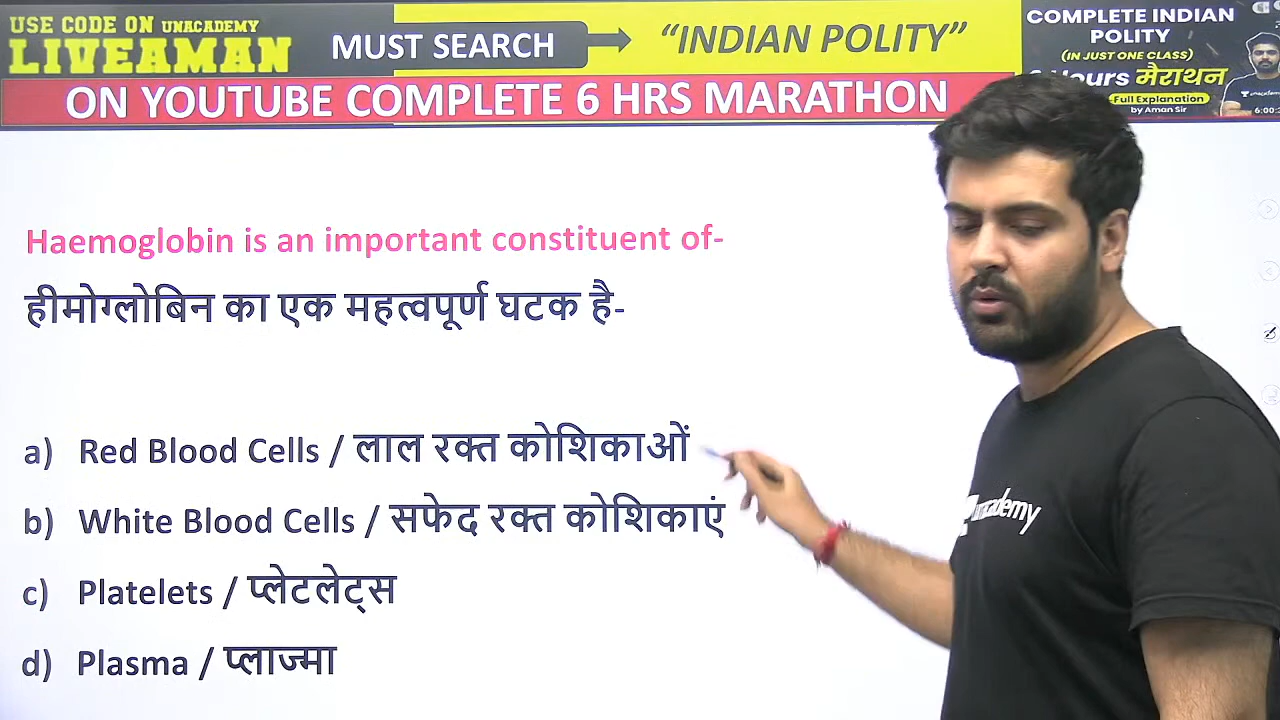 USE CODE ON UNACADEMY
LIVEAMAN
MUST SEARCH
“INDIAN POLITY”
ON YOUTUBE COMPLETE 6 HRS MARATHON
COMPLETE INDIAN
POLITY
(IN JUST ONE CLASS)
Hours मैराथन
Full Explanation
by Aman Sir
Haemoglobin is an important constituent of-
हीमोग्लोबिन का एक महत्वपूर्ण घटक है-
a) Red Blood Cells / लाल रक्त कोशिकाओं
b) White Blood Cells / सफेद रक्त कोशिकाएं
c) Platelets / प्लेटलेट्स
d) Plasma / प्लाज्मा